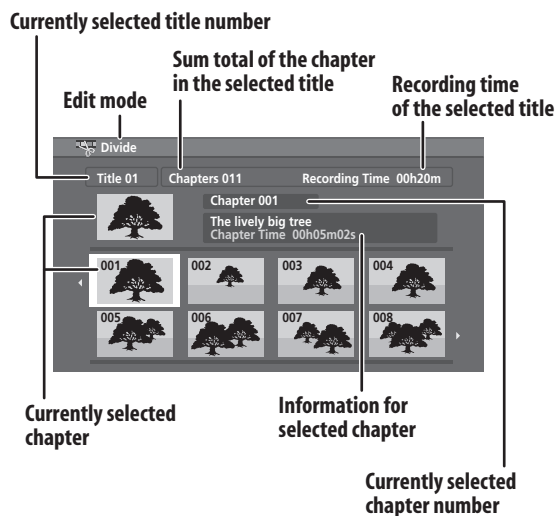 Currently selected title number
Sum total of the chapter
in the selected title
Recording time
of the selected title
Edit mode
Divide
Title 01
Chapters 011
Recording Time 00h20m
Chapter 001
The lively big tree
Chapter Time 00h05m02s
001
002
003
004
005
006
007
008
Currently selected
chapter
Information for
selected chapter
Currently selected
chapter number